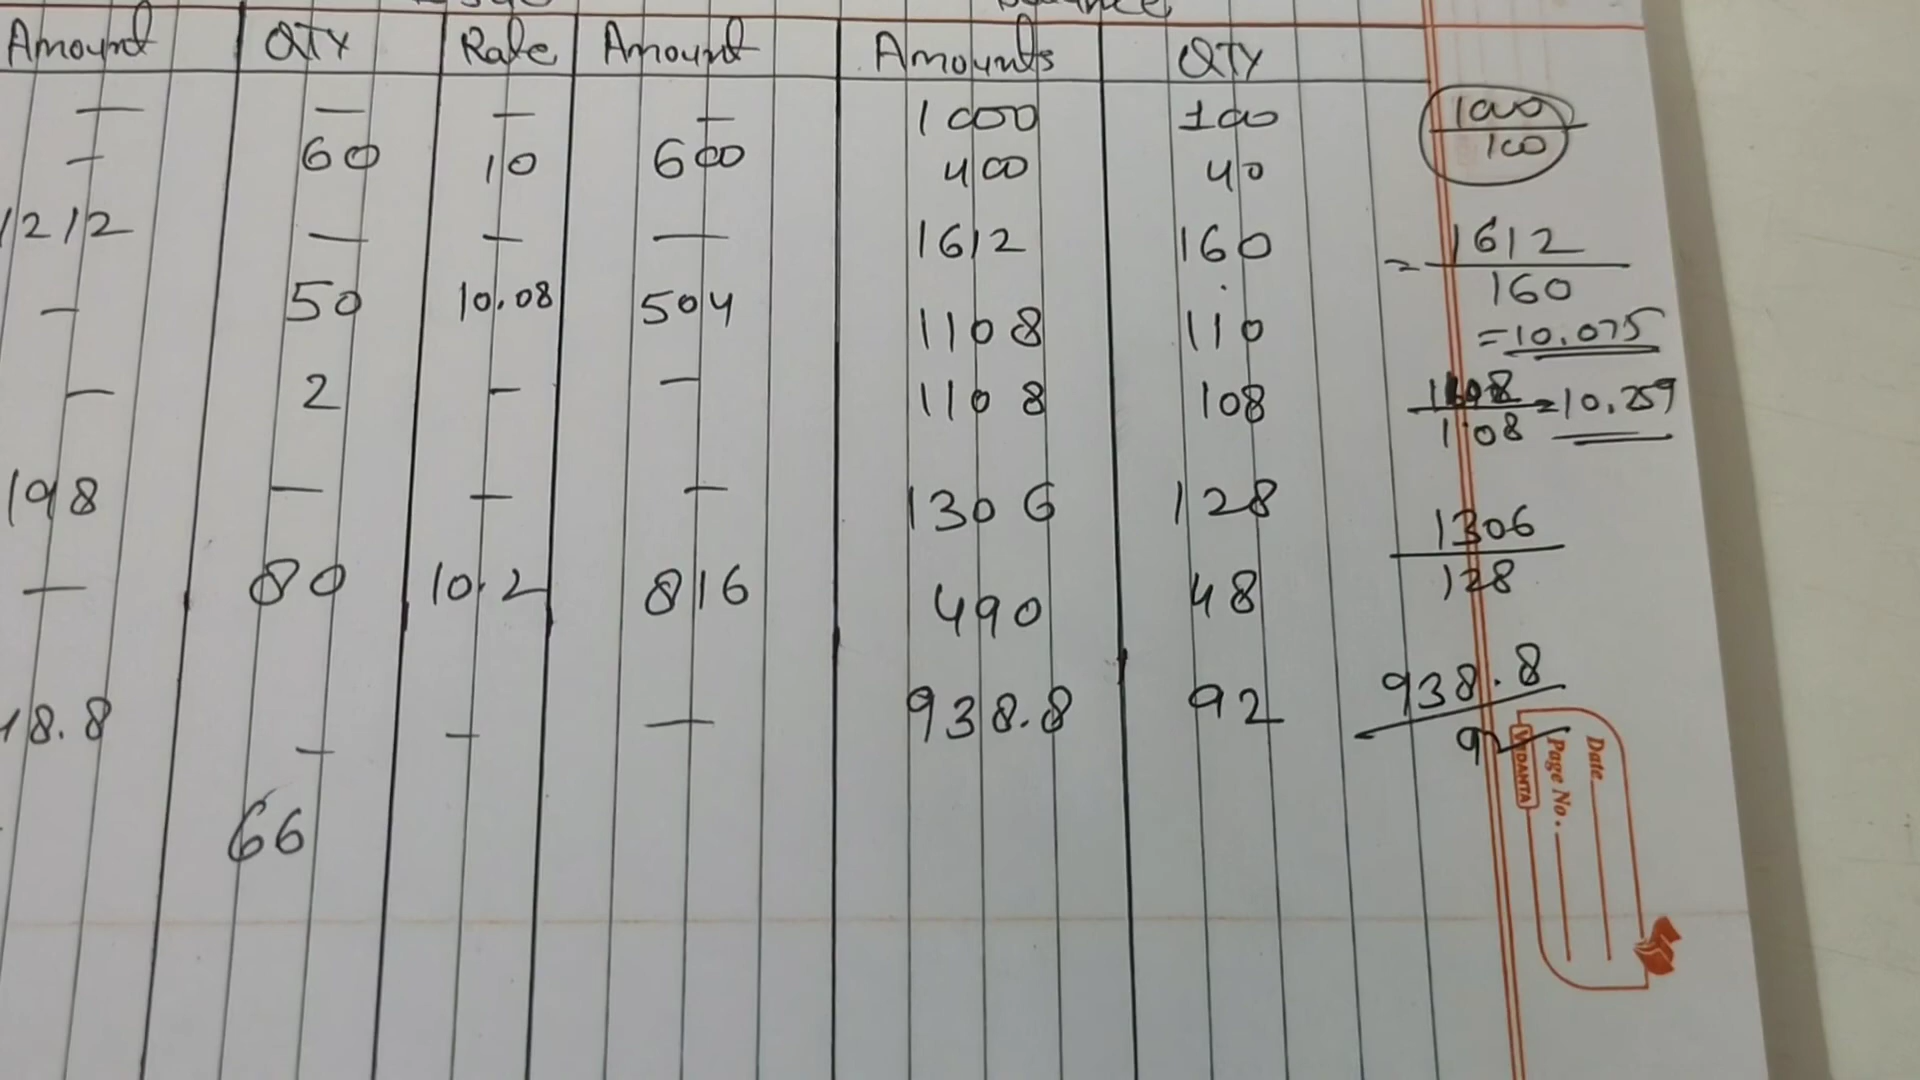 Amount QTY Rate Amount Amounts QTY
— — — — 1000 100 1000/100
— 60 10 600 400 40
1212 — — — 1612 160 = 1612/160
— 50 10.08 504 1108 110 = 10.075
— 2 — — 1108 108 1108/108 = 10.259
198 — — — 1306 128 1306/128
— 80 10.2 816 490 48
18.8 — — — 938.8 92 938.8/92
66
Date
Page No.
VEDANTA